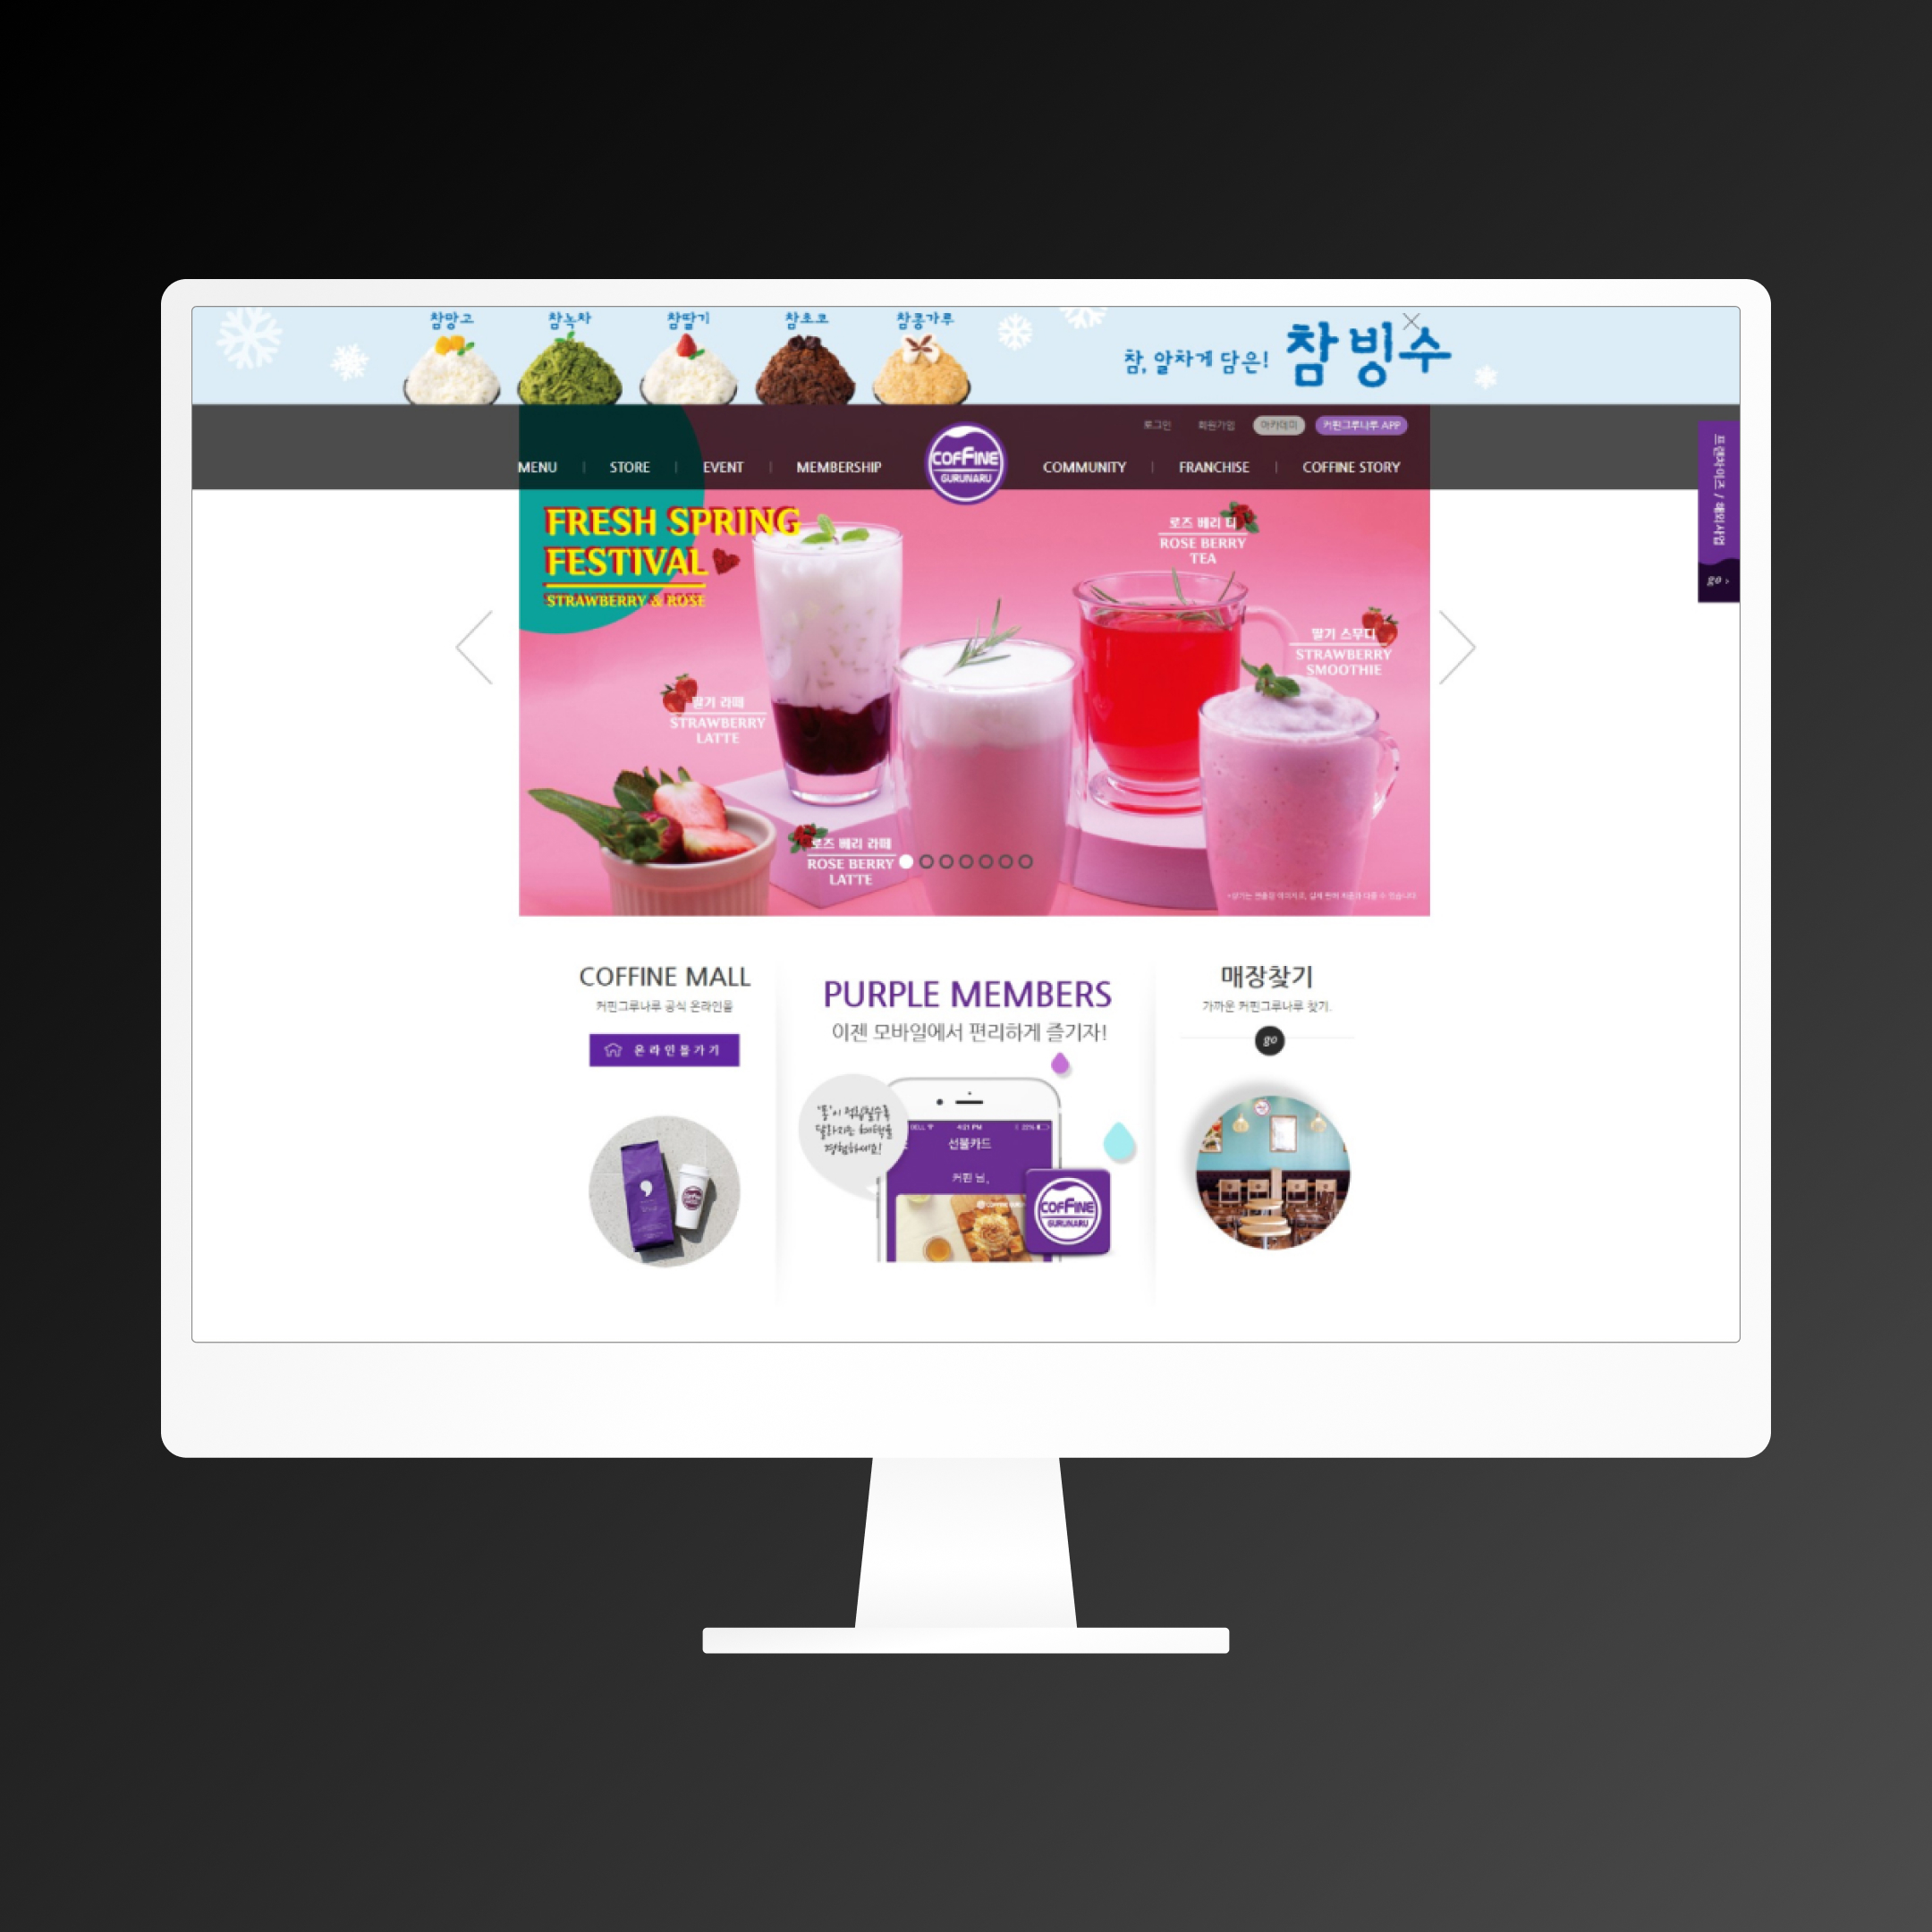 참망고
참녹차
참딸기
참초코
참콩가루
참, 알차게 담은!
참빙수
로그인
회원가입
아카데미
커핀그루나루 APP
MENU
STORE
EVENT
MEMBERSHIP
COFFINE
GURUNARU
COMMUNITY
FRANCHISE
COFFINE STORY
프랜차이즈 / 해외사업
go >
FRESH SPRING
FESTIVAL
STRAWBERRY & ROSE
로즈 베리 티
ROSE BERRY
TEA
딸기 스무디
STRAWBERRY
SMOOTHIE
딸기 라떼
STRAWBERRY
LATTE
로즈 베리 라떼
ROSE BERRY
LATTE
COFFINE MALL
커핀그루나루 공식 온라인몰
온라인몰가기
PURPLE MEMBERS
이젠 모바일에서 편리하게 즐기자!
달라지는 혜택을
경험하세요!
BELL
4:21 PM
22%
선물카드
커핀 님,
COFFINE
GURUNARU
매장찾기
가까운 커핀그루나루 찾기.
go